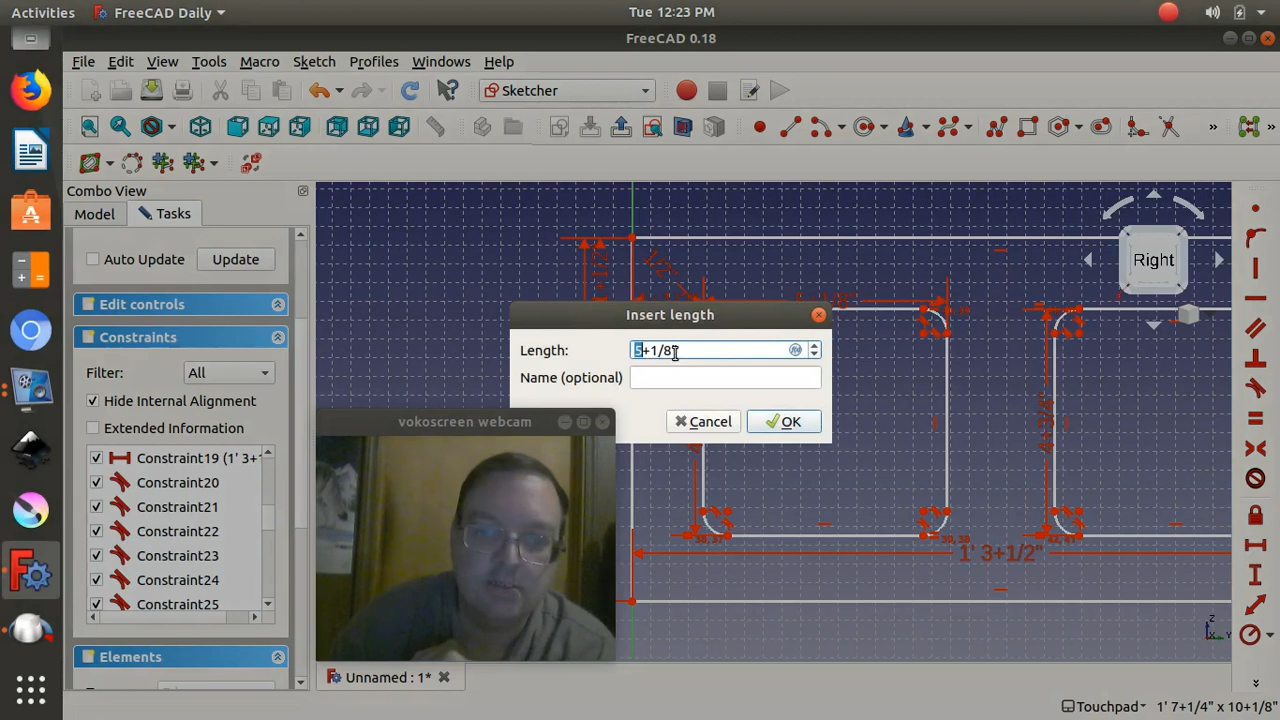 Activities
FreeCAD Daily
Tue 12:23 PM
FreeCAD 0.18
File Edit View Tools Macro Sketch Profiles Windows Help
Sketcher
Combo View
Model
Tasks
Auto Update
Update
Edit controls
Constraints
Filter:
All
Hide Internal Alignment
Extended Information
Constraint19 (1' 3+
Constraint20
Constraint21
Constraint22
Constraint23
Constraint24
Constraint25
Elements
Right
Insert length
Length:
5+1/8"
Name (optional)
Cancel
OK
vokoscreen webcam
4+3/4"
1' 3+1/2"
Unnamed : 1*
Touchpad
1' 7+1/4" x 10+1/8"